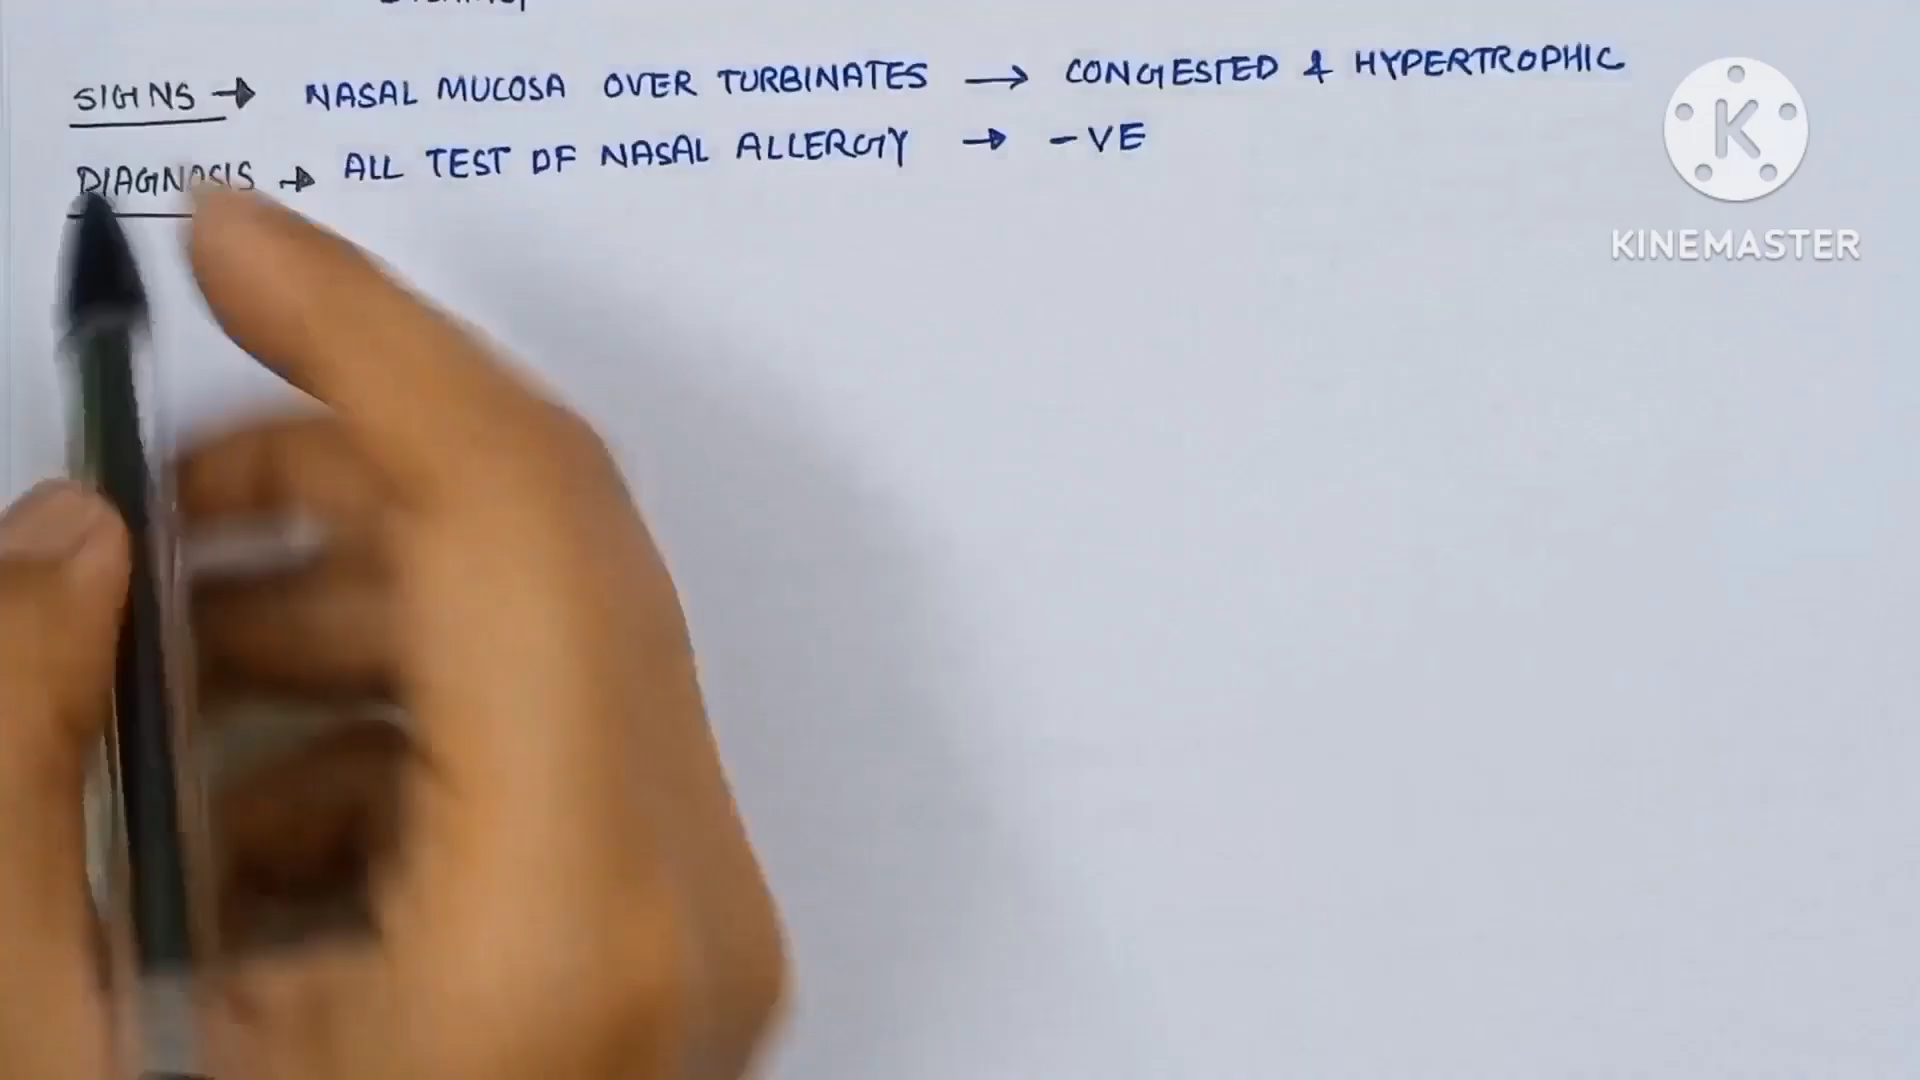 SIGNS → NASAL MUCOSA OVER TURBINATES → CONGESTED & HYPERTROPHIC
DIAGNOSIS → ALL TEST OF NASAL ALLERGY → -VE
K
KINEMASTER